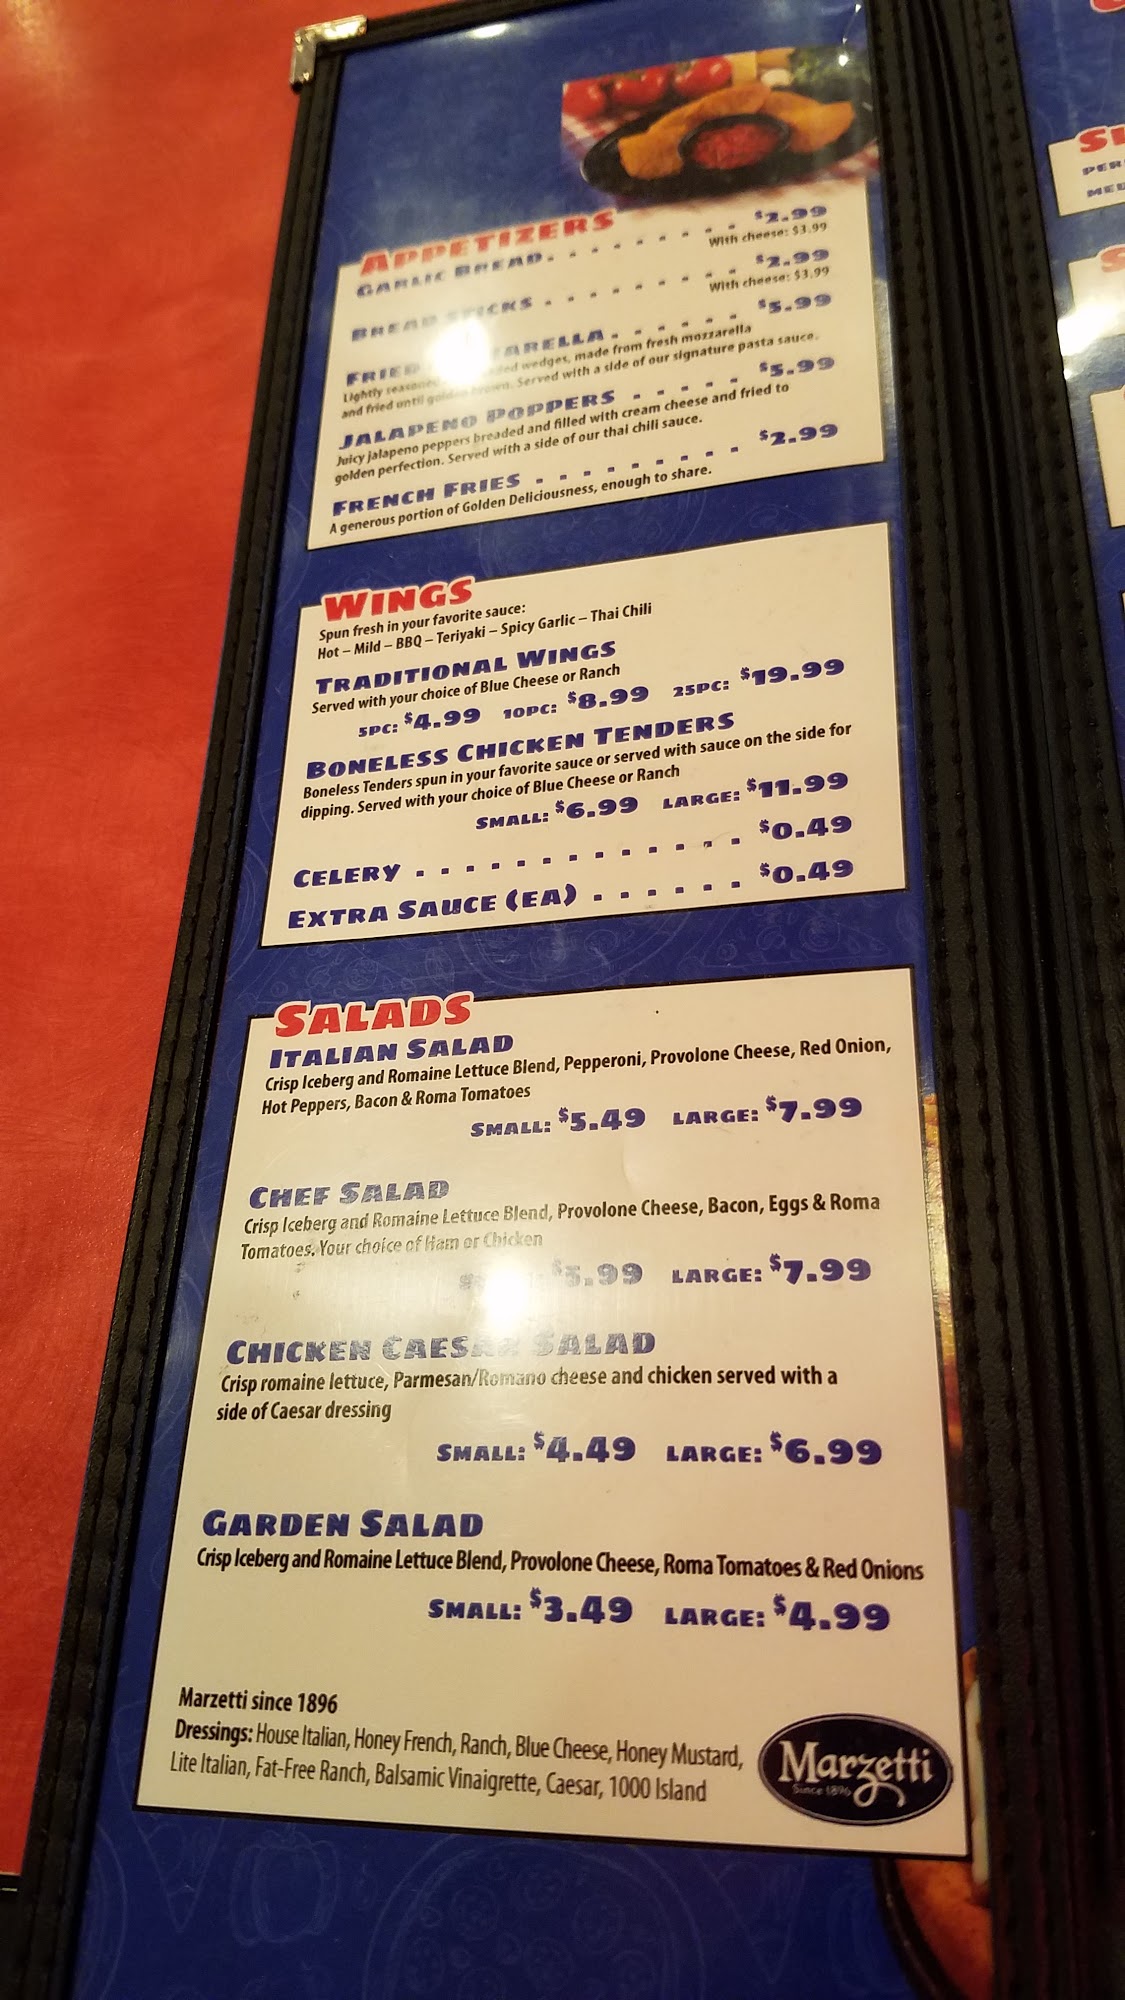 APPETIZERS
GARLIC BREAD. . . . . . . . $2.99
With cheese: $3.99
BREAD STICKS . . . . . . . . $2.99
With cheese: $3.99
FRIED . . . . . . $5.99
Lightly seasoned wedges, made from fresh mozzarella
and fried until golden brown. Served with a side of our signature pasta sauce.
JALAPENO POPPERS . . . . . $5.99
Juicy jalapeno peppers breaded and filled with cream cheese and fried to
golden perfection. Served with a side of our thai chili sauce.
FRENCH FRIES . . . . . . . . . $2.99
A generous portion of Golden Deliciousness, enough to share.
WINGS
Spun fresh in your favorite sauce:
Hot – Mild – BBQ – Teriyaki – Spicy Garlic – Thai Chili
TRADITIONAL WINGS
Served with your choice of Blue Cheese or Ranch
5PC: $4.99 10PC: $8.99 25PC: $19.99
BONELESS CHICKEN TENDERS
Boneless Tenders spun in your favorite sauce or served with sauce on the side for
dipping. Served with your choice of Blue Cheese or Ranch
SMALL: $6.99 LARGE: $11.99
CELERY . . . . . . . . . . . . . $0.49
EXTRA SAUCE (EA) . . . . . . $0.49
SALADS
ITALIAN SALAD
Crisp Iceberg and Romaine Lettuce Blend, Pepperoni, Provolone Cheese, Red Onion,
Hot Peppers, Bacon & Roma Tomatoes
SMALL: $5.49 LARGE: $7.99
CHEF SALAD
Crisp Iceberg and Romaine Lettuce Blend, Provolone Cheese, Bacon, Eggs & Roma
Tomatoes. Your choice of Ham or Chicken
LARGE: $7.99
CHICKEN CAESAR SALAD
Crisp romaine lettuce, Parmesan/Romano cheese and chicken served with a
side of Caesar dressing
SMALL: $4.49 LARGE: $6.99
GARDEN SALAD
Crisp Iceberg and Romaine Lettuce Blend, Provolone Cheese, Roma Tomatoes & Red Onions
SMALL: $3.49 LARGE: $4.99
Marzetti since 1896
Dressings: House Italian, Honey French, Ranch, Blue Cheese, Honey Mustard,
Lite Italian, Fat-Free Ranch, Balsamic Vinaigrette, Caesar, 1000 Island
Marzetti
Since 1896